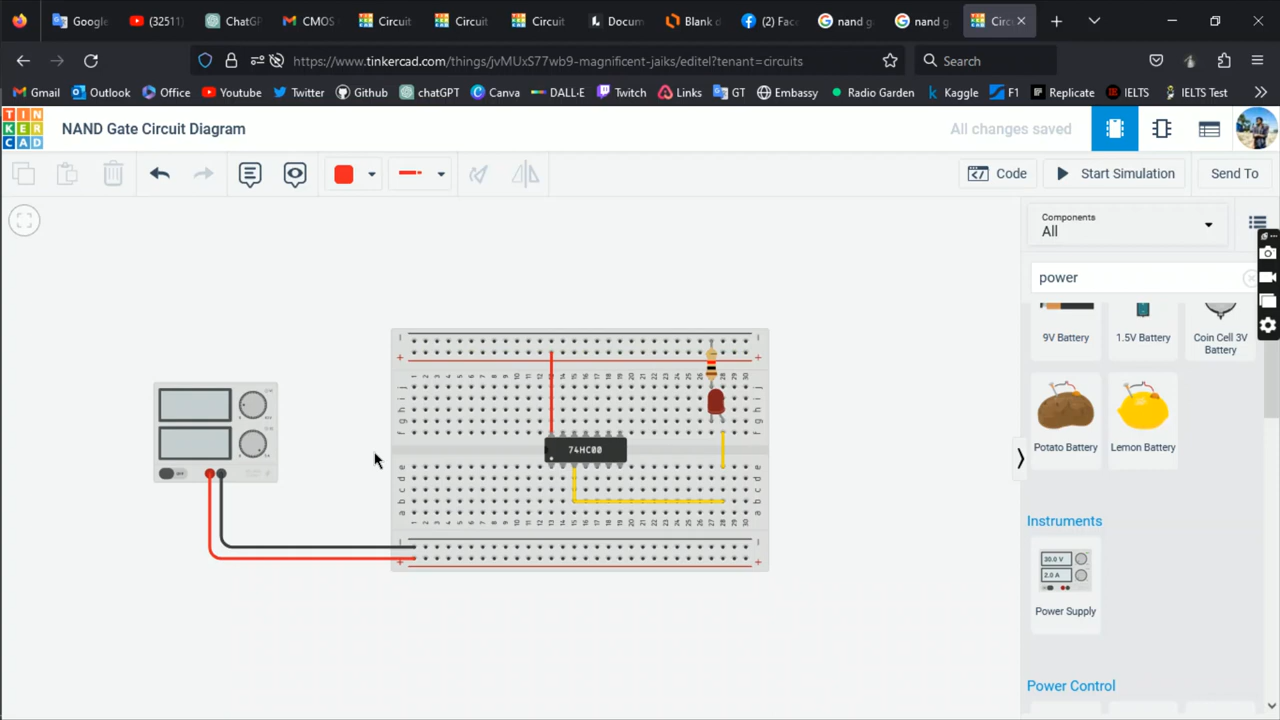 Google
(32511)
ChatGP
CMOS
Circuit
Circuit
Circuit
Docum
Blank d
(2) Face
nand g
nand g
Circ
https://www.tinkercad.com/things/jvMUxS77wb9-magnificent-jaiks/editel?tenant=circuits
Search
Gmail
Outlook
Office
Youtube
Twitter
Github
chatGPT
Canva
DALL-E
Twitch
Links
GT
Embassy
Radio Garden
Kaggle
F1
Replicate
IELTS
IELTS Test
TIN
KER
CAD
NAND Gate Circuit Diagram
All changes saved
Code
Start Simulation
Send To
Components
All
power
9V Battery
1.5V Battery
Coin Cell 3V
Battery
Potato Battery
Lemon Battery
74HC00
Instruments
30.0 V
2.0 A
Power Supply
Power Control